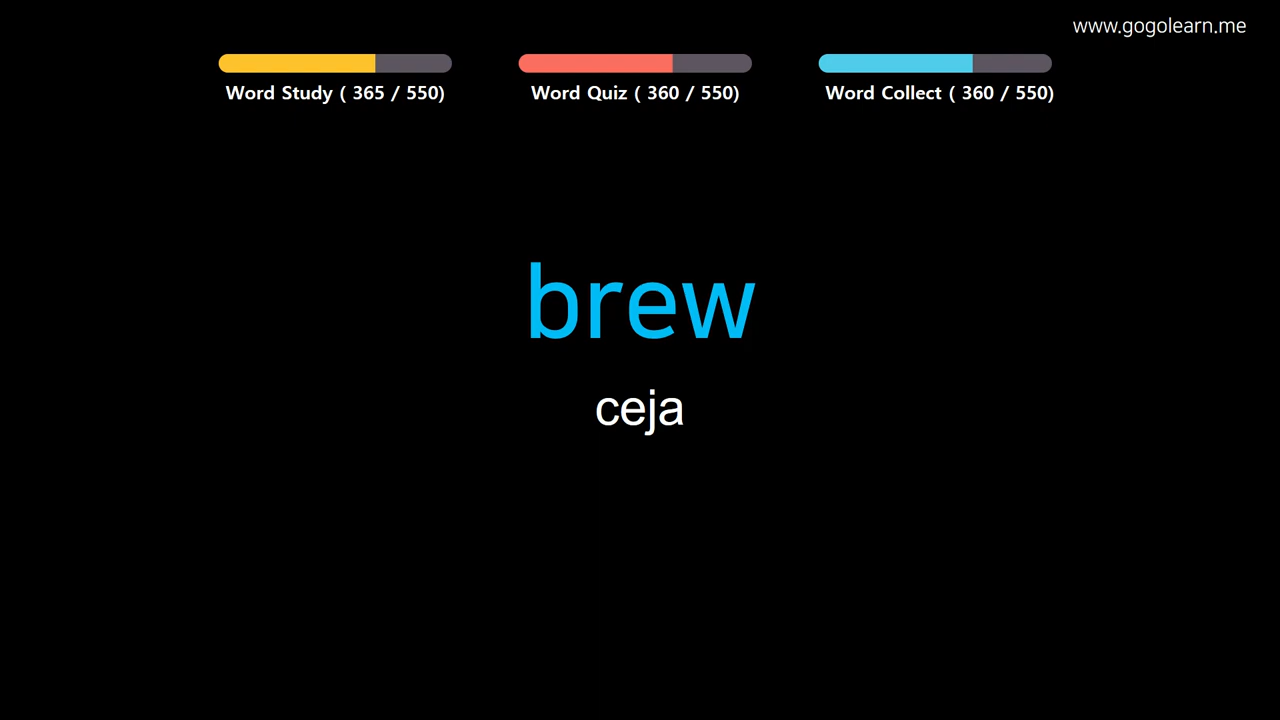 www.gogolearn.me
Word Study ( 365 / 550)
Word Quiz ( 360 / 550)
Word Collect ( 360 / 550)
brew
ceja